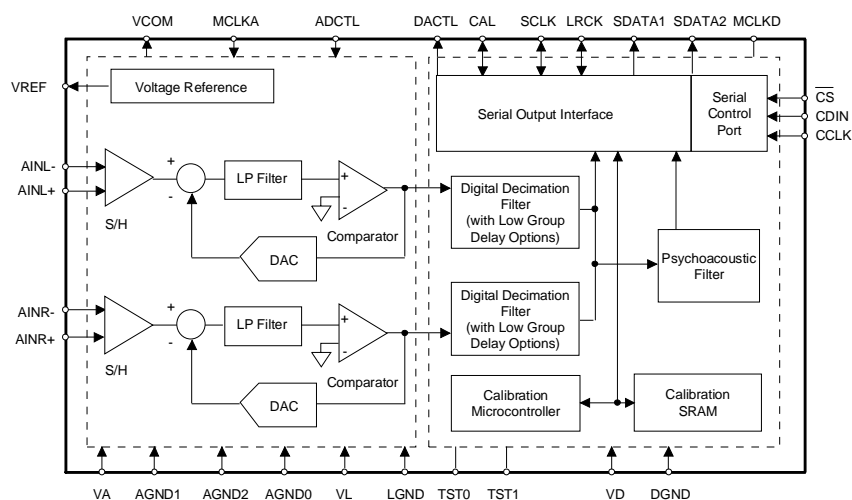 VCOM MCLKA ADCTL DACTL CAL SCLK LRCK SDATA1 SDATA2 MCLKD
VREF
Voltage Reference
Serial Output Interface
Serial
Control
Port
CS
CDIN
CCLK
AINL-
AINL+
S/H
+
-
LP Filter
+
-
Comparator
DAC
Digital Decimation
Filter
(with Low Group
Delay Options)
Psychoacoustic
Filter
AINR-
AINR+
S/H
+
-
LP Filter
+
-
Comparator
DAC
Digital Decimation
Filter
(with Low Group
Delay Options)
Calibration
Microcontroller
Calibration
SRAM
VA AGND1 AGND2 AGND0 VL LGND TST0 TST1 VD DGND